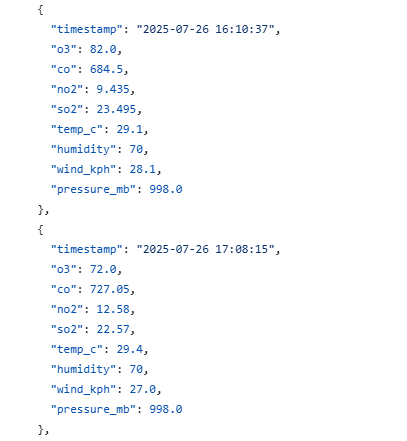 {
"timestamp": "2025-07-26 16:10:37",
"o3": 82.0,
"co": 684.5,
"no2": 9.435,
"so2": 23.495,
"temp_c": 29.1,
"humidity": 70,
"wind_kph": 28.1,
"pressure_mb": 998.0
},
{
"timestamp": "2025-07-26 17:08:15",
"o3": 72.0,
"co": 727.05,
"no2": 12.58,
"so2": 22.57,
"temp_c": 29.4,
"humidity": 70,
"wind_kph": 27.0,
"pressure_mb": 998.0
},